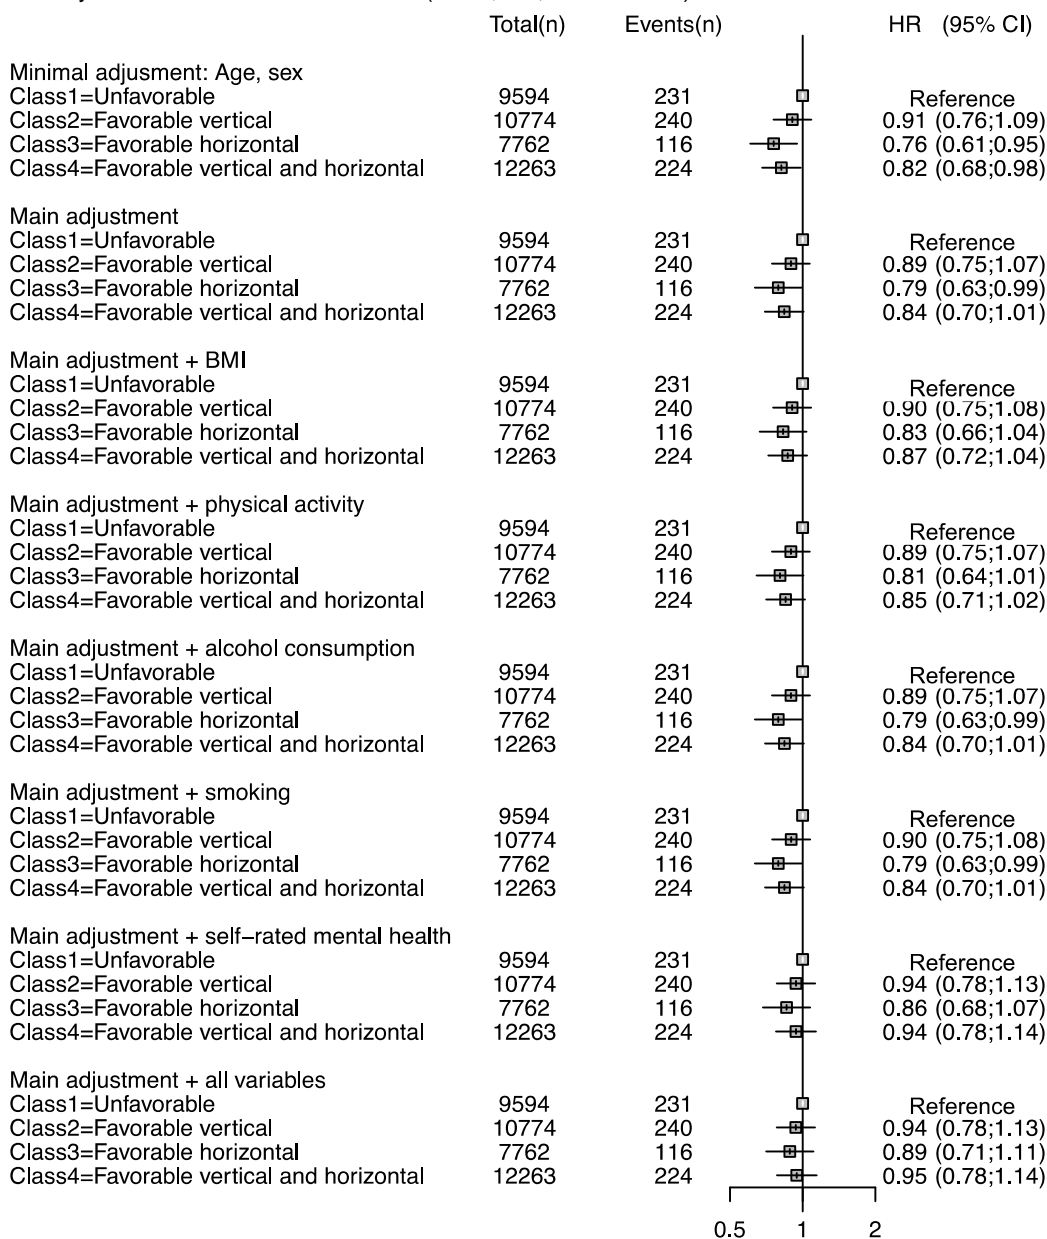 Total(n) Events(n) HR (95% CI)
Minimal adjusment: Age, sex
Class1=Unfavorable 9594 231 Reference
Class2=Favorable vertical 10774 240 0.91 (0.76;1.09)
Class3=Favorable horizontal 7762 116 0.76 (0.61;0.95)
Class4=Favorable vertical and horizontal 12263 224 0.82 (0.68;0.98)
Main adjustment
Class1=Unfavorable 9594 231 Reference
Class2=Favorable vertical 10774 240 0.89 (0.75;1.07)
Class3=Favorable horizontal 7762 116 0.79 (0.63;0.99)
Class4=Favorable vertical and horizontal 12263 224 0.84 (0.70;1.01)
Main adjustment + BMI
Class1=Unfavorable 9594 231 Reference
Class2=Favorable vertical 10774 240 0.90 (0.75;1.08)
Class3=Favorable horizontal 7762 116 0.83 (0.66;1.04)
Class4=Favorable vertical and horizontal 12263 224 0.87 (0.72;1.04)
Main adjustment + physical activity
Class1=Unfavorable 9594 231 Reference
Class2=Favorable vertical 10774 240 0.89 (0.75;1.07)
Class3=Favorable horizontal 7762 116 0.81 (0.64;1.01)
Class4=Favorable vertical and horizontal 12263 224 0.85 (0.71;1.02)
Main adjustment + alcohol consumption
Class1=Unfavorable 9594 231 Reference
Class2=Favorable vertical 10774 240 0.89 (0.75;1.07)
Class3=Favorable horizontal 7762 116 0.79 (0.63;0.99)
Class4=Favorable vertical and horizontal 12263 224 0.84 (0.70;1.01)
Main adjustment + smoking
Class1=Unfavorable 9594 231 Reference
Class2=Favorable vertical 10774 240 0.90 (0.75;1.08)
Class3=Favorable horizontal 7762 116 0.79 (0.63;0.99)
Class4=Favorable vertical and horizontal 12263 224 0.84 (0.70;1.01)
Main adjustment + self−rated mental health
Class1=Unfavorable 9594 231 Reference
Class2=Favorable vertical 10774 240 0.94 (0.78;1.13)
Class3=Favorable horizontal 7762 116 0.86 (0.68;1.07)
Class4=Favorable vertical and horizontal 12263 224 0.94 (0.78;1.14)
Main adjustment + all variables
Class1=Unfavorable 9594 231 Reference
Class2=Favorable vertical 10774 240 0.94 (0.78;1.13)
Class3=Favorable horizontal 7762 116 0.89 (0.71;1.11)
Class4=Favorable vertical and horizontal 12263 224 0.95 (0.78;1.14)
0.5 1 2